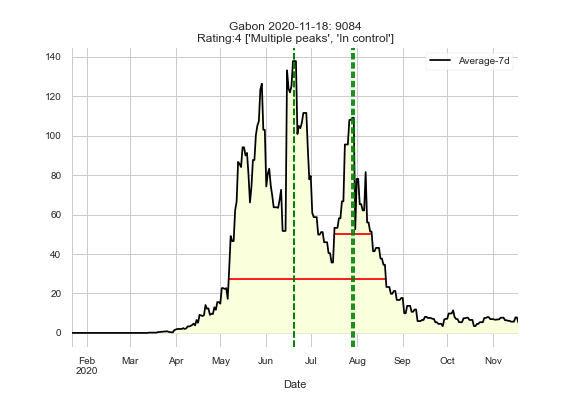 Gabon 2020-11-18: 9084
Rating:4 ['Multiple peaks', 'In control']
Average-7d
140
120
100
80
60
40
20
0
Feb Mar Apr May Jun Jul Aug Sep Oct Nov
2020
Date